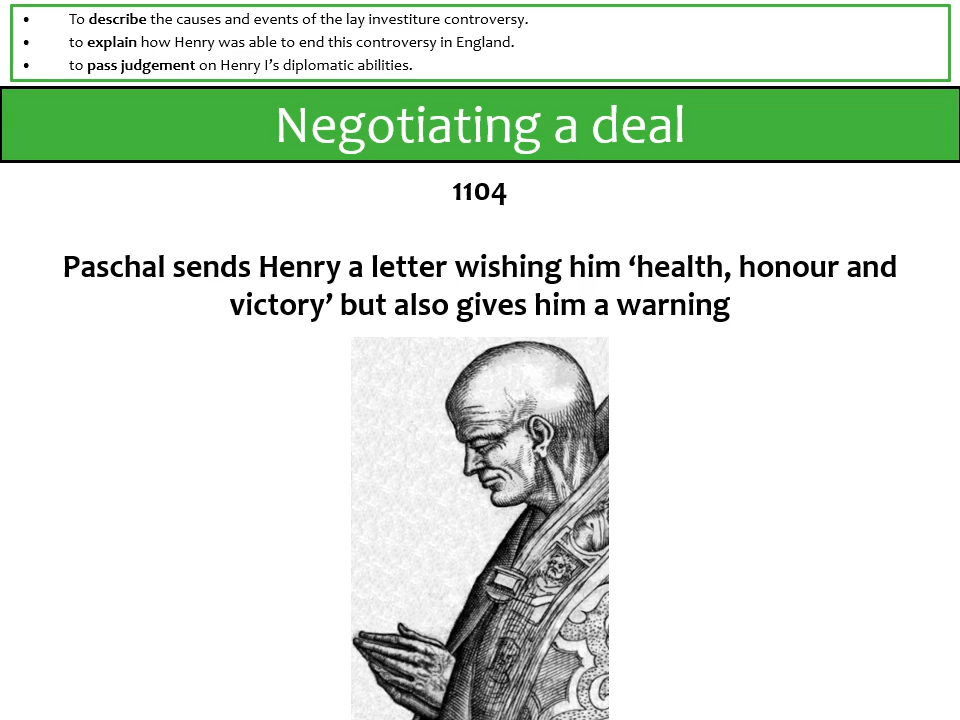 • To describe the causes and events of the lay investiture controversy.
• to explain how Henry was able to end this controversy in England.
• to pass judgement on Henry I’s diplomatic abilities.
Negotiating a deal
1104
Paschal sends Henry a letter wishing him ‘health, honour and
victory’ but also gives him a warning